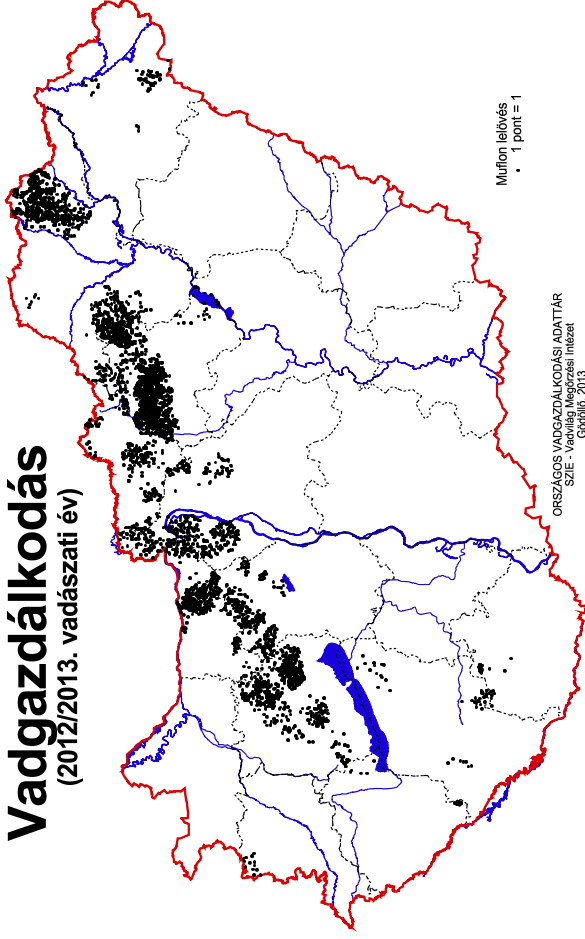 Vadgazdálkodás
(2012/2013. vadászati év)
Muflon lelövés
• 1 pont = 1
ORSZÁGOS VADGAZDÁLKODÁSI ADATTÁR
SZIE - Vadvilág Megőrzési Intézet
Gödöllő, 2013